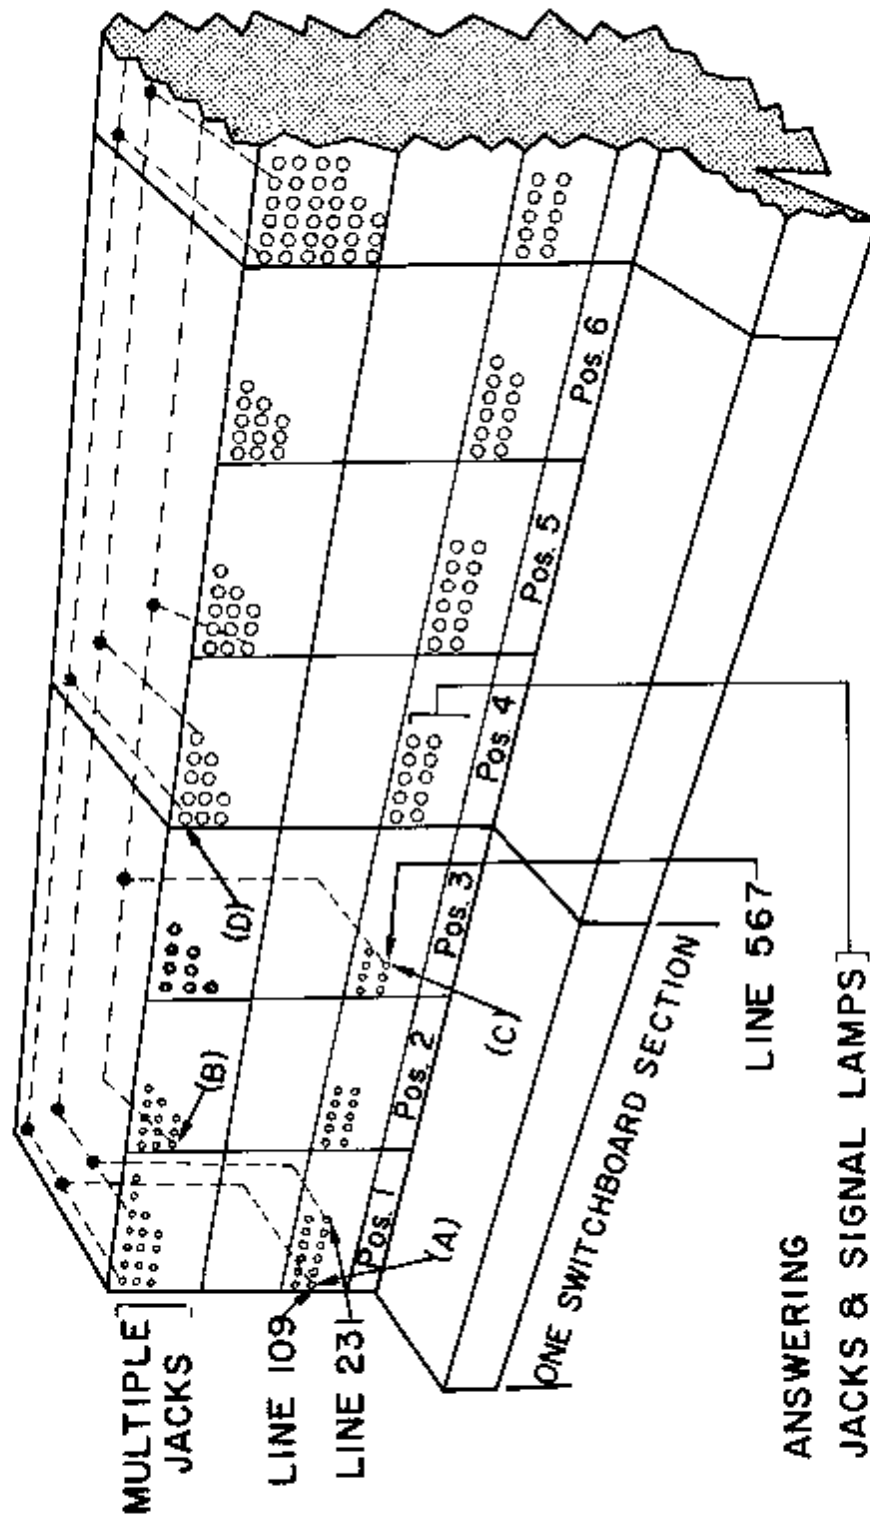 MULTIPLE
JACKS
LINE 109
LINE 231
(A)
(B)
(C)
(D)
Pos. 1
Pos. 2
Pos. 3
Pos. 4
Pos. 5
Pos. 6
ONE SWITCHBOARD SECTION
LINE 567
ANSWERING
JACKS & SIGNAL LAMPS